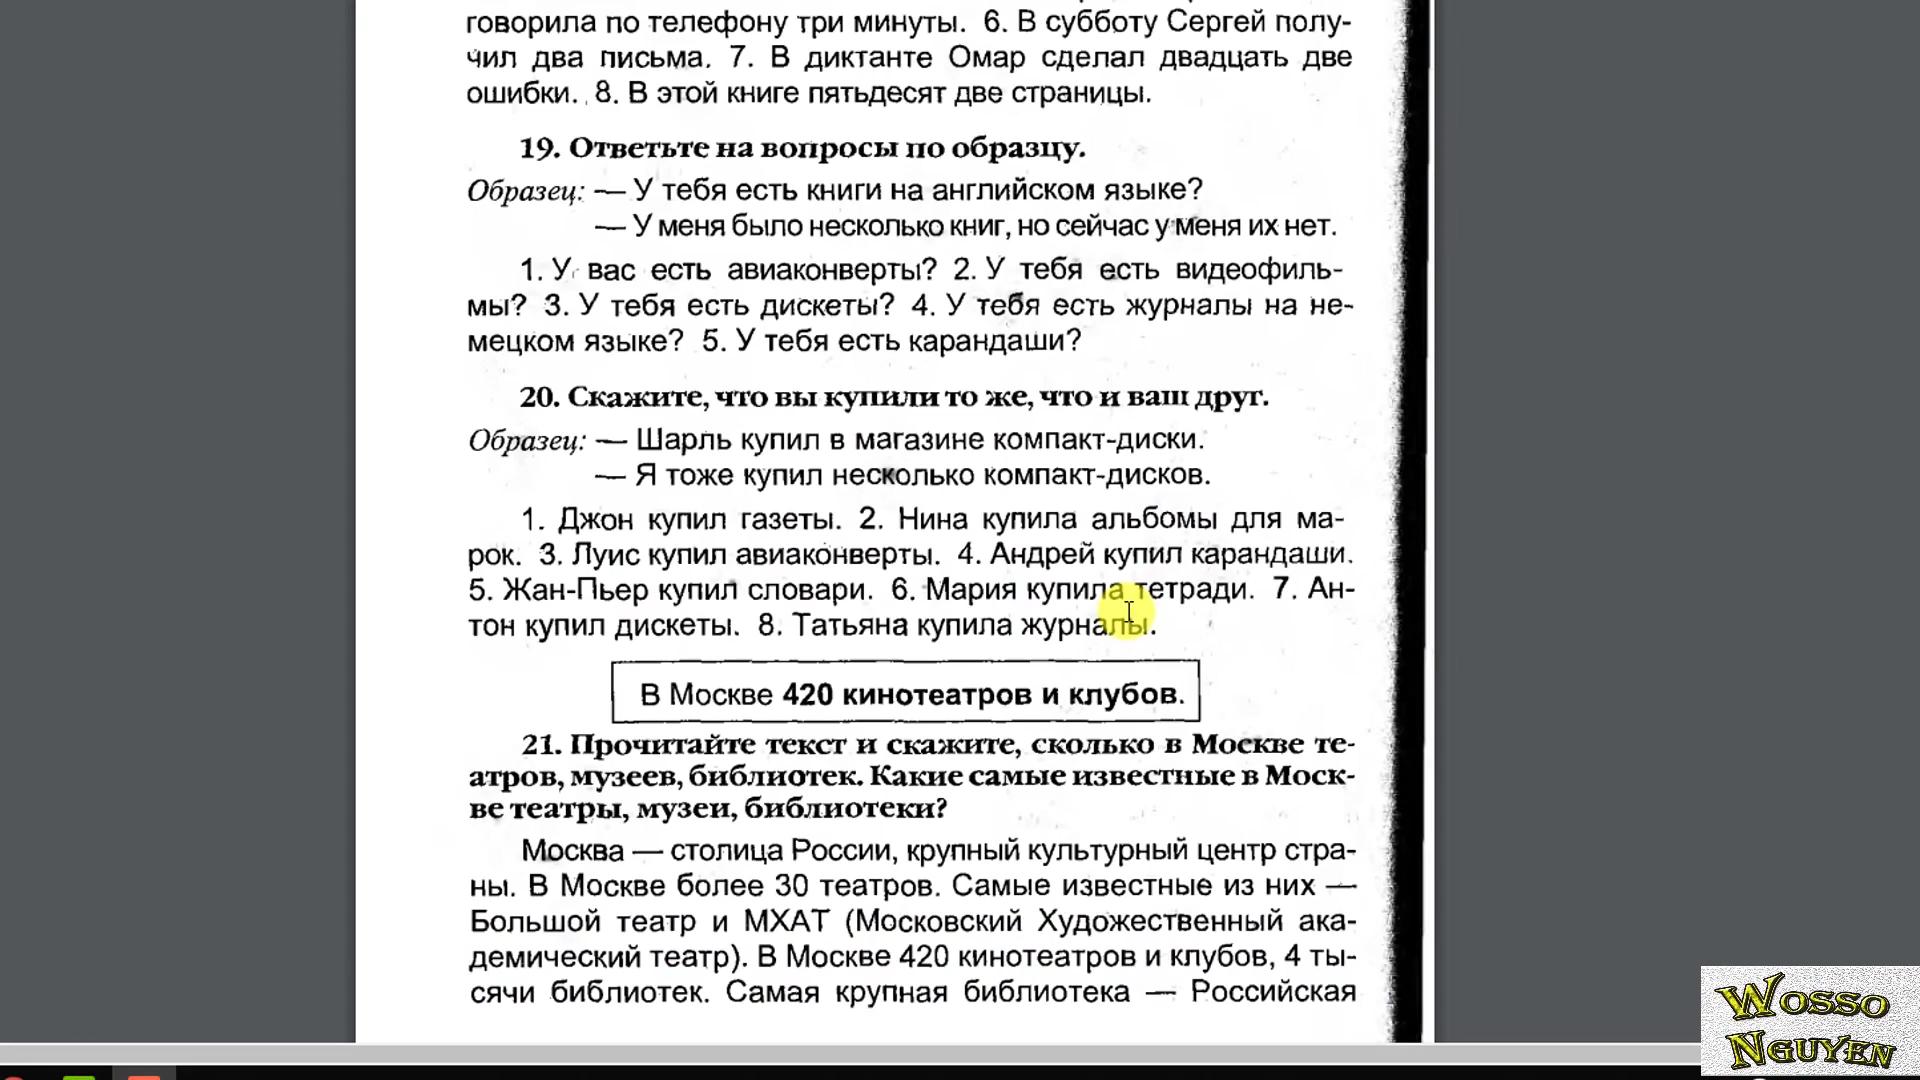 говорила по телефону три минуты. 6. В субботу Сергей полу-
чил два письма. 7. В диктанте Омар сделал двадцать две
ошибки. 8. В этой книге пятьдесят две страницы.
19. Ответьте на вопросы по образцу.
Образец: — У тебя есть книги на английском языке?
— У меня было несколько книг, но сейчас у меня их нет.
1. У вас есть авиаконверты? 2. У тебя есть видеофиль-
мы? 3. У тебя есть дискеты? 4. У тебя есть журналы на не-
мецком языке? 5. У тебя есть карандаши?
20. Скажите, что вы купили то же, что и ваш друг.
Образец: — Шарль купил в магазине компакт-диски.
— Я тоже купил несколько компакт-дисков.
1. Джон купил газеты. 2. Нина купила альбомы для ма-
рок. 3. Луис купил авиаконверты. 4. Андрей купил карандаши.
5. Жан-Пьер купил словари. 6. Мария купила тетради. 7. Ан-
тон купил дискеты. 8. Татьяна купила журналы.
В Москве 420 кинотеатров и клубов.
21. Прочитайте текст и скажите, сколько в Москве те-
атров, музеев, библиотек. Какие самые известные в Моск-
ве театры, музеи, библиотеки?
Москва — столица России, крупный культурный центр стра-
ны. В Москве более 30 театров. Самые известные из них —
Большой театр и МХАТ (Московский Художественный ака-
демический театр). В Москве 420 кинотеатров и клубов, 4 ты-
сячи библиотек. Самая крупная библиотека — Российская
Wosso
Nguyen